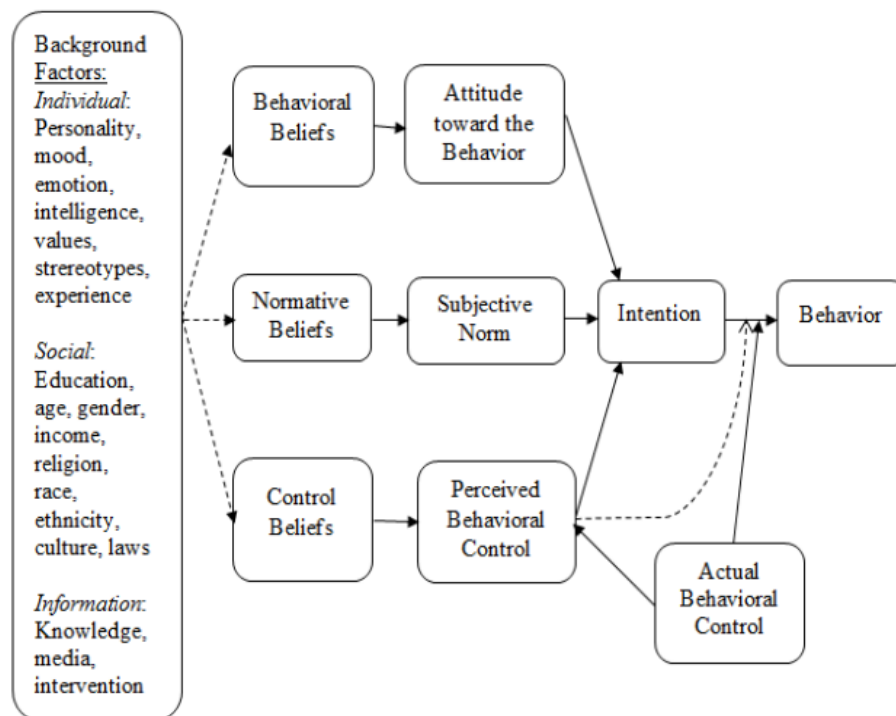 Background
Factors:
Individual:
Personality,
mood,
emotion,
intelligence,
values,
strereotypes,
experience
Social:
Education,
age, gender,
income,
religion,
race,
ethnicity,
culture, laws
Information:
Knowledge,
media,
intervention
Behavioral
Beliefs
Attitude
toward the
Behavior
Normative
Beliefs
Subjective
Norm
Intention
Behavior
Control
Beliefs
Perceived
Behavioral
Control
Actual
Behavioral
Control